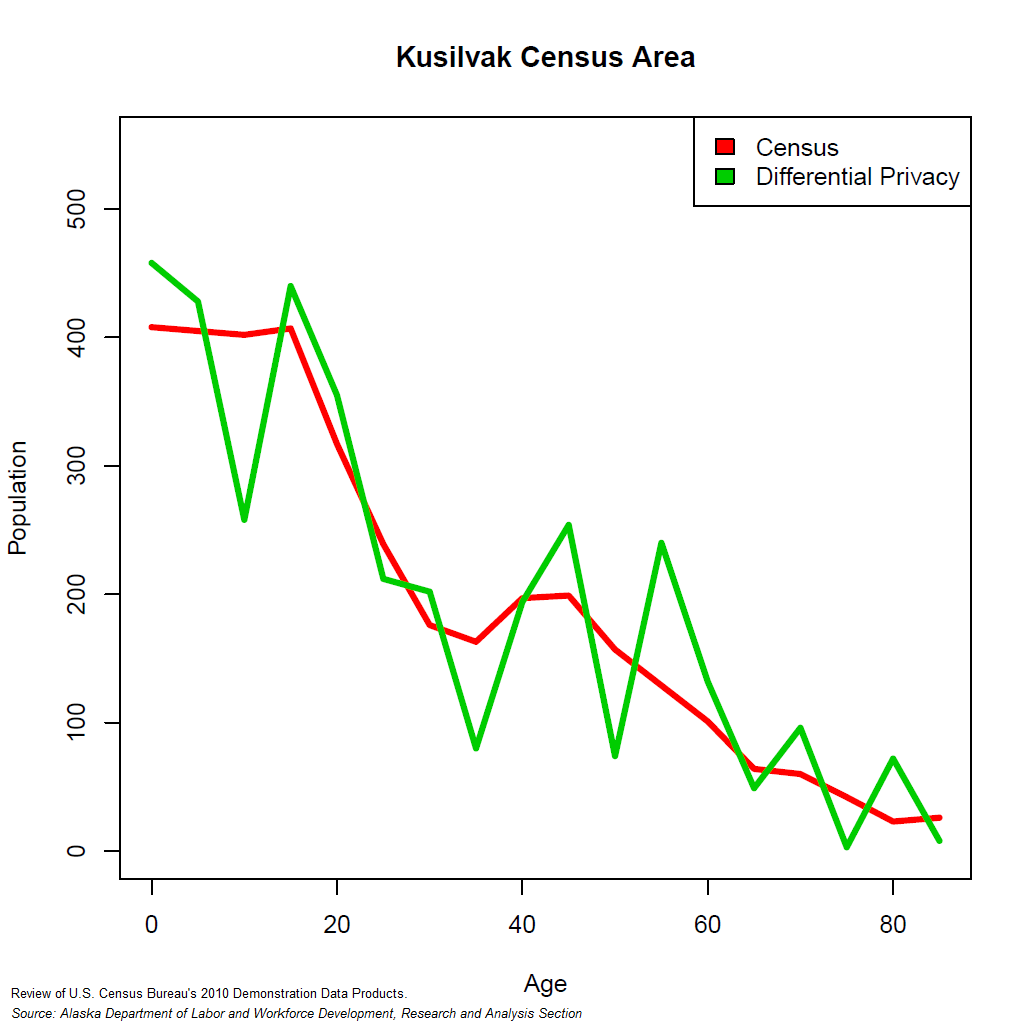 Kusilvak Census Area
Census
Differential Privacy
Population
500
400
300
200
100
0
0 20 40 60 80
Age
Review of U.S. Census Bureau's 2010 Demonstration Data Products.
Source: Alaska Department of Labor and Workforce Development, Research and Analysis Section